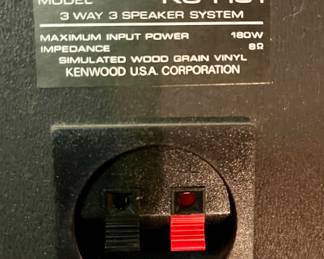 MODEL
3 WAY 3 SPEAKER SYSTEM
MAXIMUM INPUT POWER 180W
IMPEDANCE 8Ω
SIMULATED WOOD GRAIN VINYL
KENWOOD U.S.A. CORPORATION